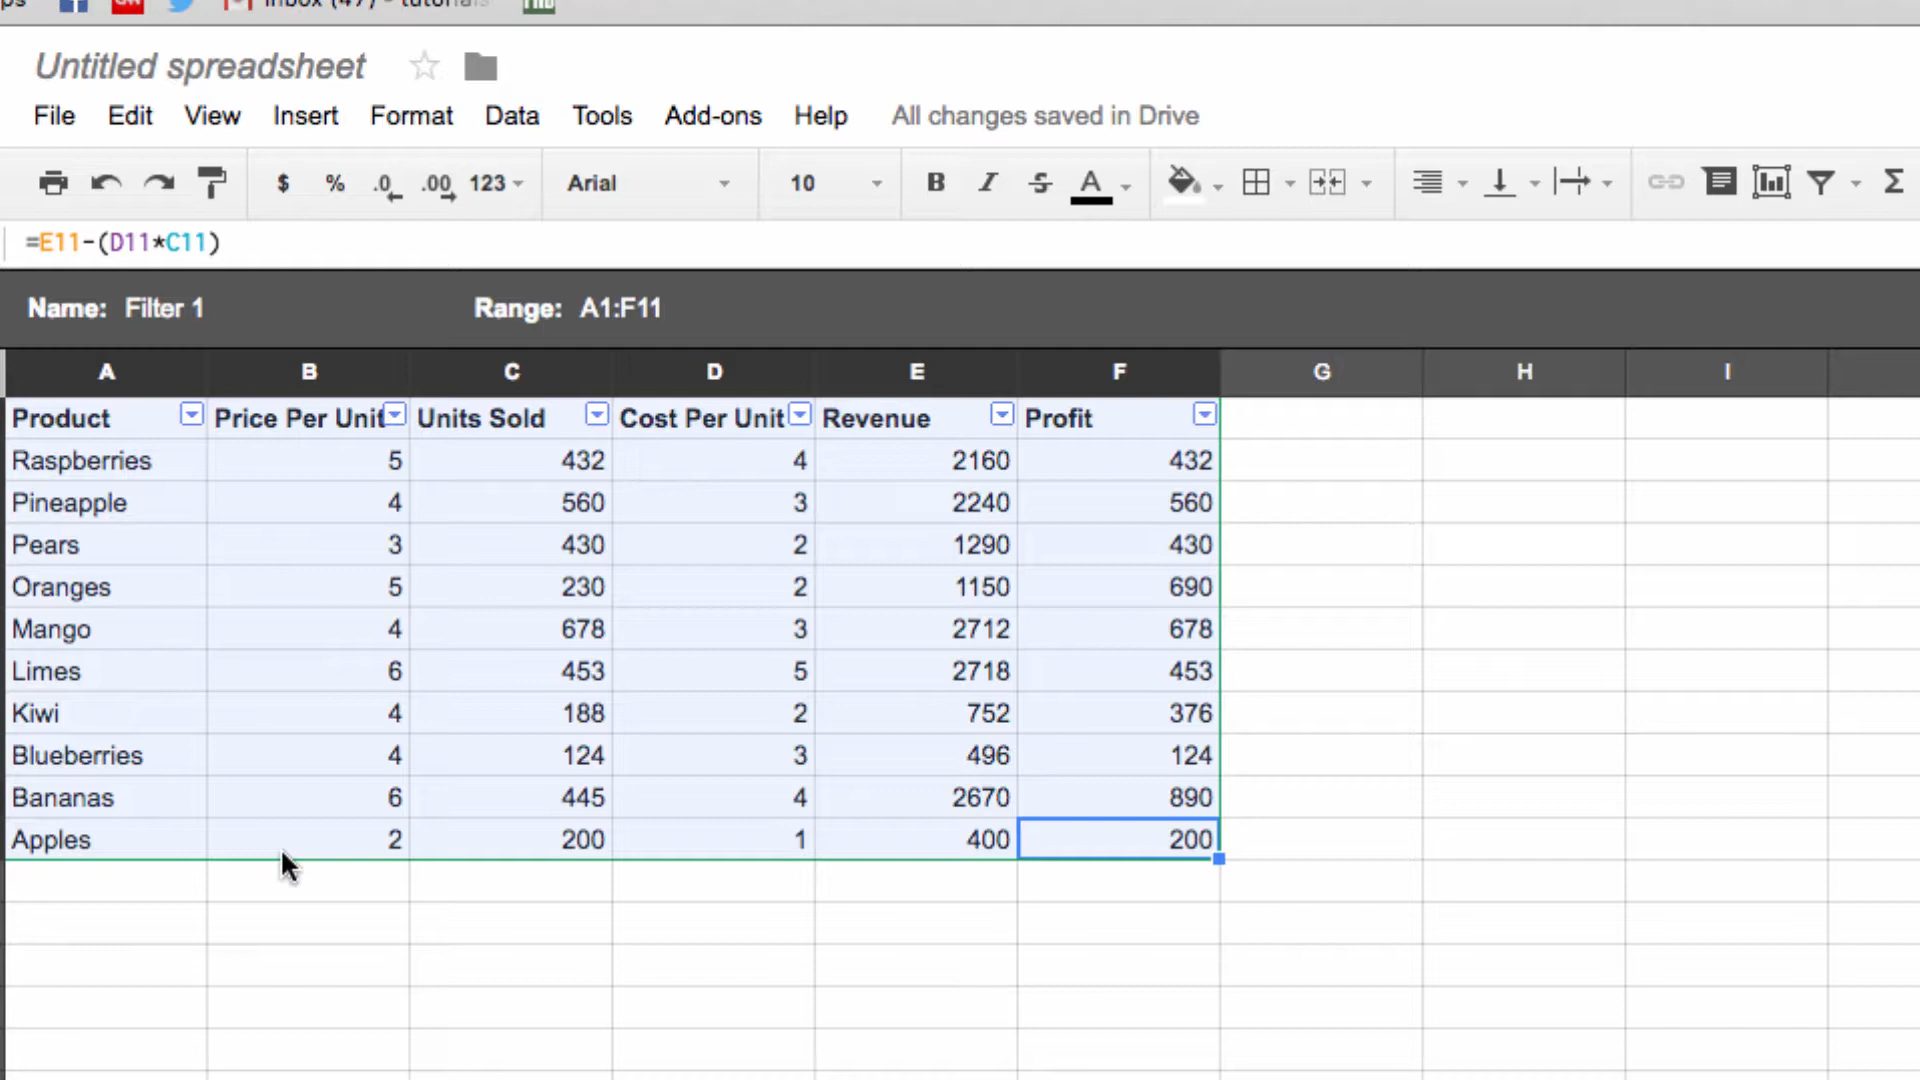 ps Inbox (47) - tutorials
Untitled spreadsheet
File Edit View Insert Format Data Tools Add-ons Help All changes saved in Drive
$ % .0 .00 123 Arial 10 B I S A Σ
=E11-(D11*C11)
Name: Filter 1 Range: A1:F11
A B C D E F G H I
Product Price Per Unit Units Sold Cost Per Unit Revenue Profit
Raspberries 5 432 4 2160 432
Pineapple 4 560 3 2240 560
Pears 3 430 2 1290 430
Oranges 5 230 2 1150 690
Mango 4 678 3 2712 678
Limes 6 453 5 2718 453
Kiwi 4 188 2 752 376
Blueberries 4 124 3 496 124
Bananas 6 445 4 2670 890
Apples 2 200 1 400 200